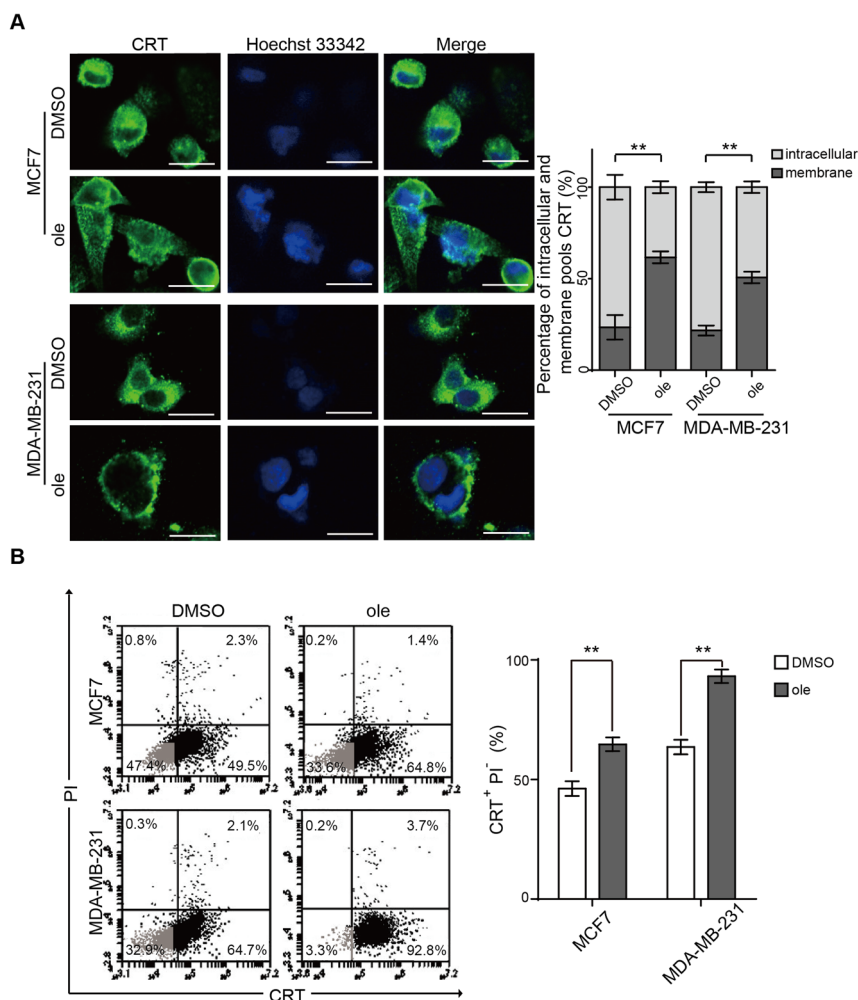 A
CRT Hoechst 33342 Merge
MCF7
DMSO
ole
MDA-MB-231
DMSO
ole
Percentage of intracellular and
membrane pools CRT (%)
100
50
0
** **
intracellular
membrane
DMSO ole DMSO ole
MCF7 MDA-MB-231
B
DMSO ole
PI
MCF7
0.8% 2.3%
47.4% 49.5%
0.2% 1.4%
33.6% 64.8%
MDA-MB-231
0.3% 2.1%
32.9% 64.7%
0.2% 3.7%
3.3% 92.8%
CRT
CRT⁺ PI⁻ (%)
100
50
0
** **
DMSO
ole
MCF7 MDA-MB-231